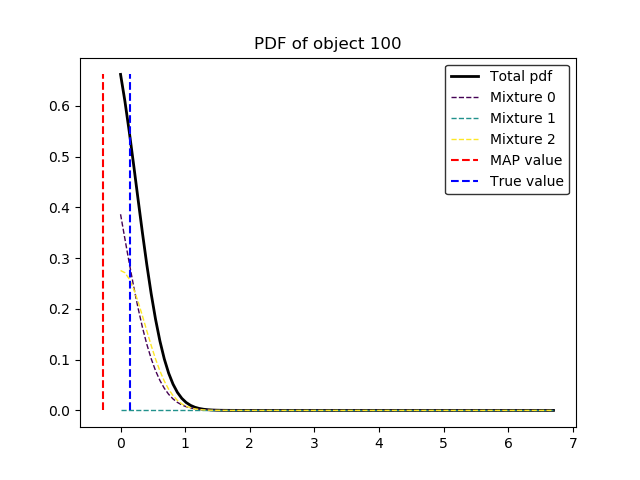 PDF of object 100
Total pdf
Mixture 0
Mixture 1
Mixture 2
MAP value
True value
0.6
0.5
0.4
0.3
0.2
0.1
0.0
0 1 2 3 4 5 6 7